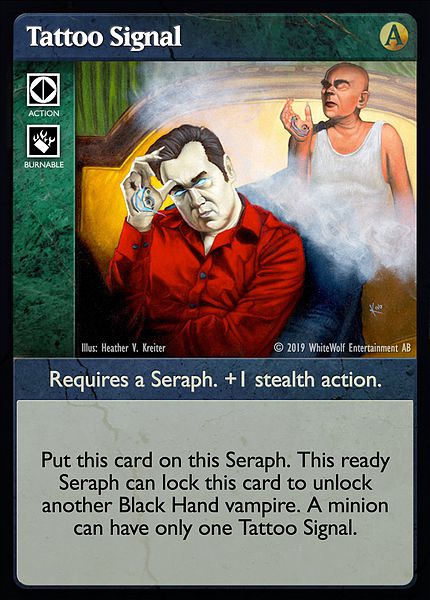 Tattoo Signal
A
ACTION
BURNABLE
Illus: Heather V. Kreiter
© 2019 WhiteWolf Entertainment AB
Requires a Seraph. +1 stealth action.
Put this card on this Seraph. This ready
Seraph can lock this card to unlock
another Black Hand vampire. A minion
can have only one Tattoo Signal.